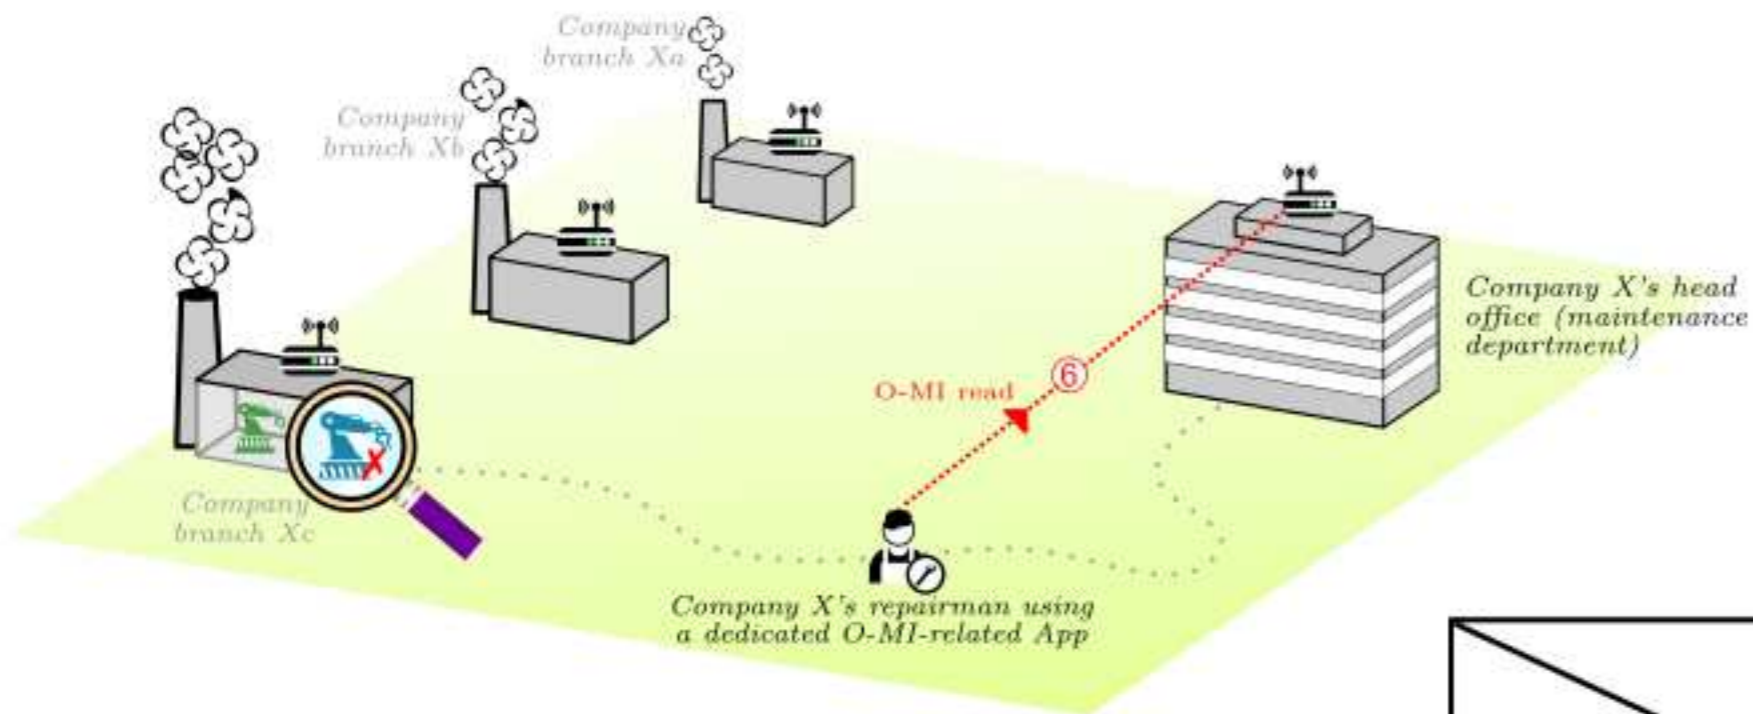 Company
branch Xa
Company
branch Xb
Company X's head
office (maintenance
department)
6
O-MI read
Company
branch Xc
Company X's repairman using
a dedicated O-MI-related App